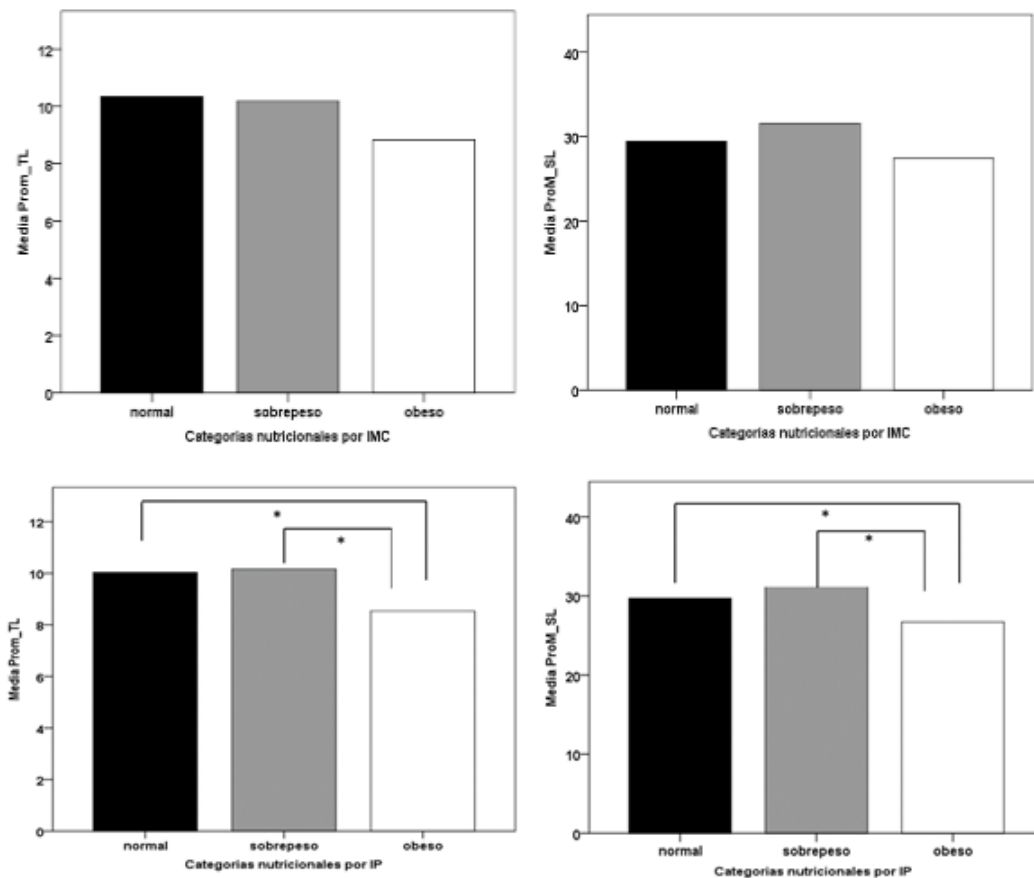 Media Prom_TL
12
10
8
6
4
2
0
normal sobrepeso obeso
Categorias nutricionales por IMC
Media ProM_SL
40
30
20
10
0
normal sobrepeso obeso
Categorias nutricionales por IMC
Media Prom_TL
12
10
8
6
4
2
0
*
*
normal sobrepeso obeso
Categorias nutricionales por IP
Media ProM_SL
40
30
20
10
0
*
*
normal sobrepeso obeso
Categorias nutricionales por IP